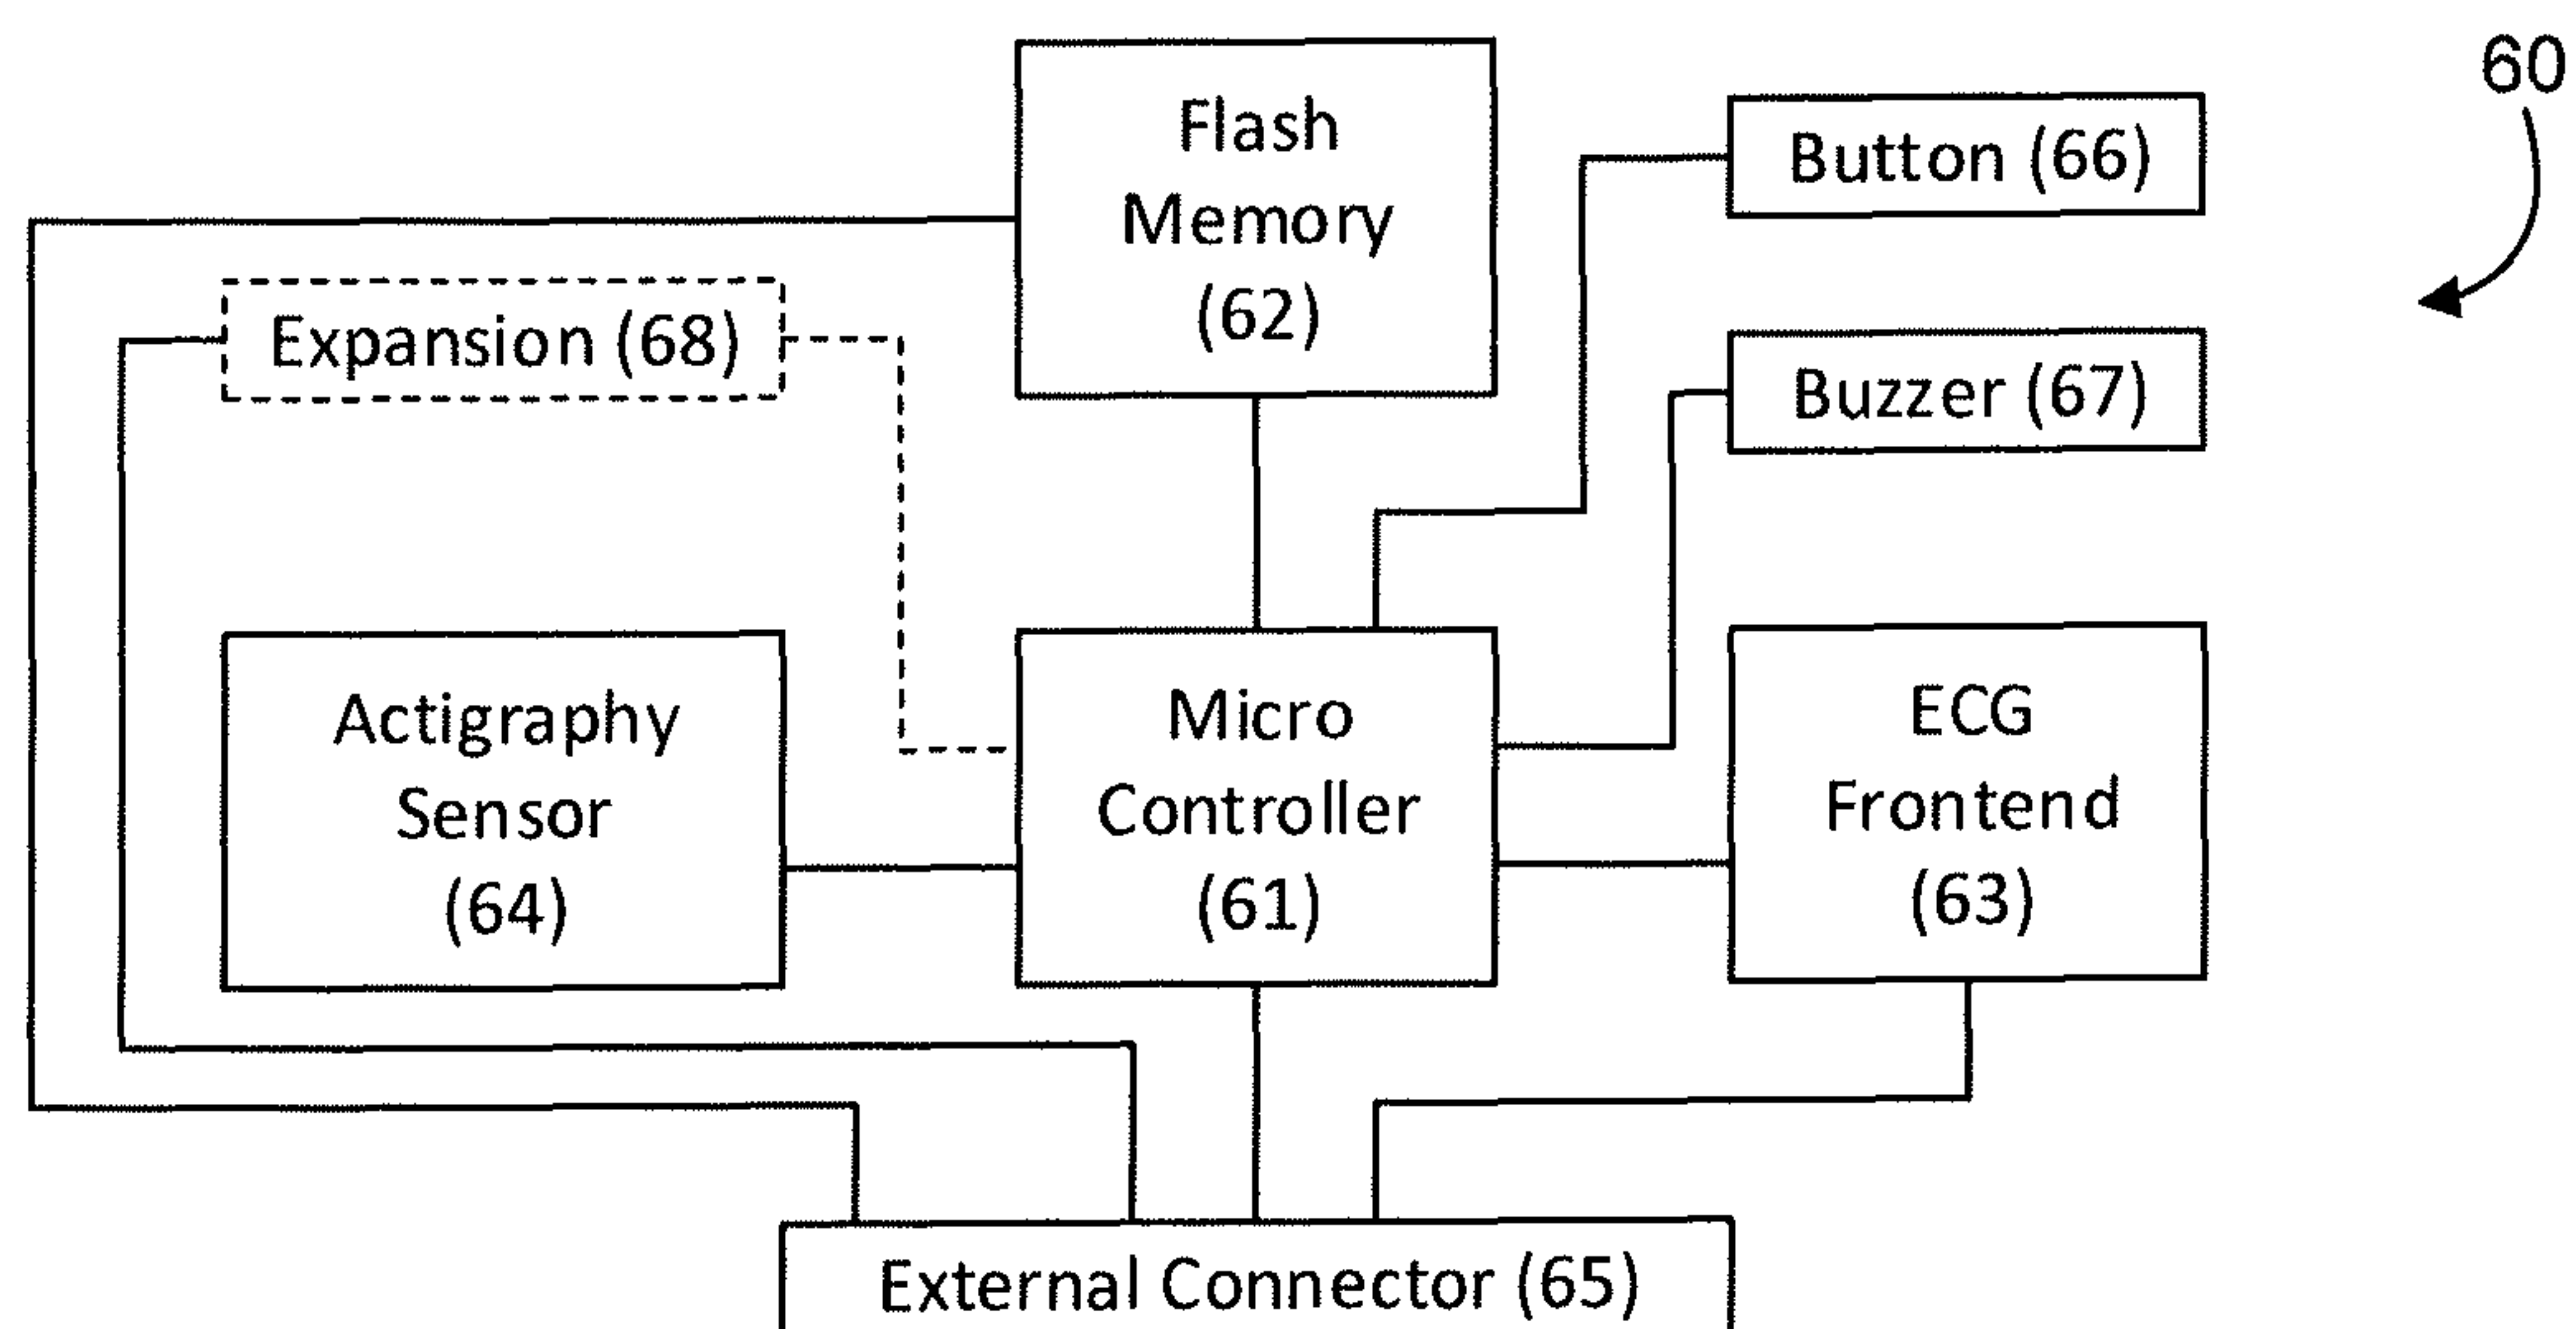 60
Flash
Memory
(62)
Button (66)
Expansion (68)
Buzzer (67)
Actigraphy
Sensor
(64)
Micro
Controller
(61)
ECG
Frontend
(63)
External Connector (65)